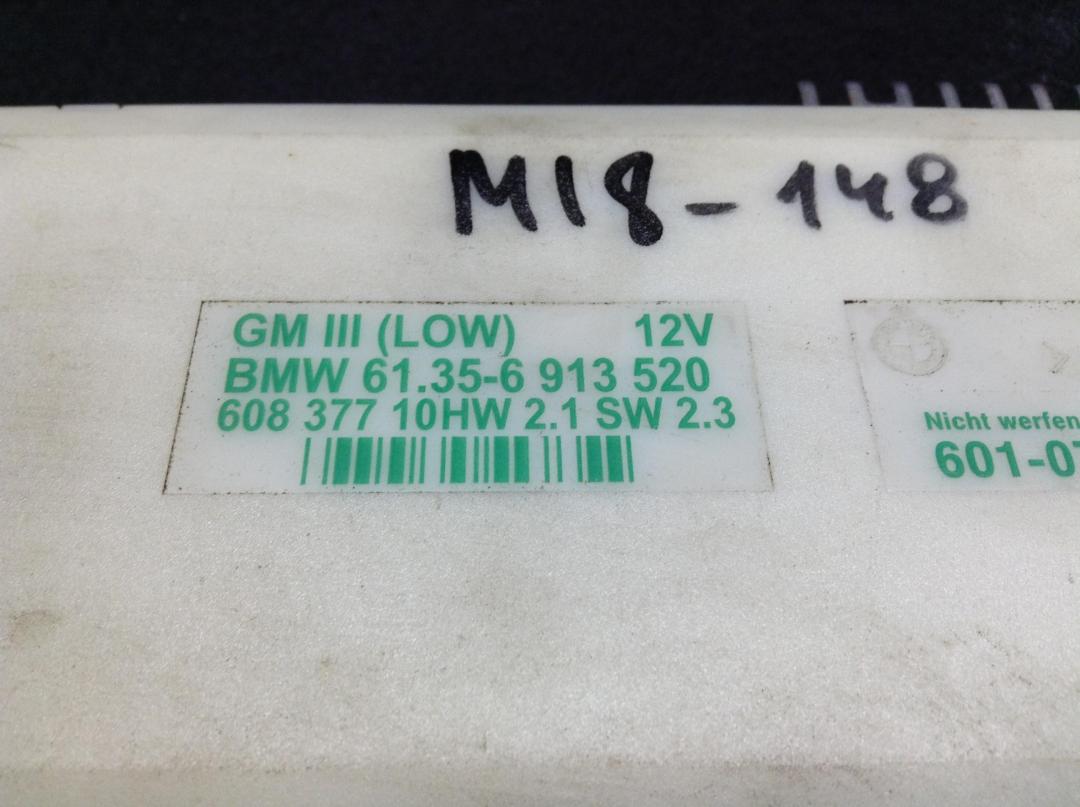 M18-148
GM III (LOW) 12V
BMW 61.35-6 913 520
608 377 10HW 2.1 SW 2.3
Nicht werfen
601-07